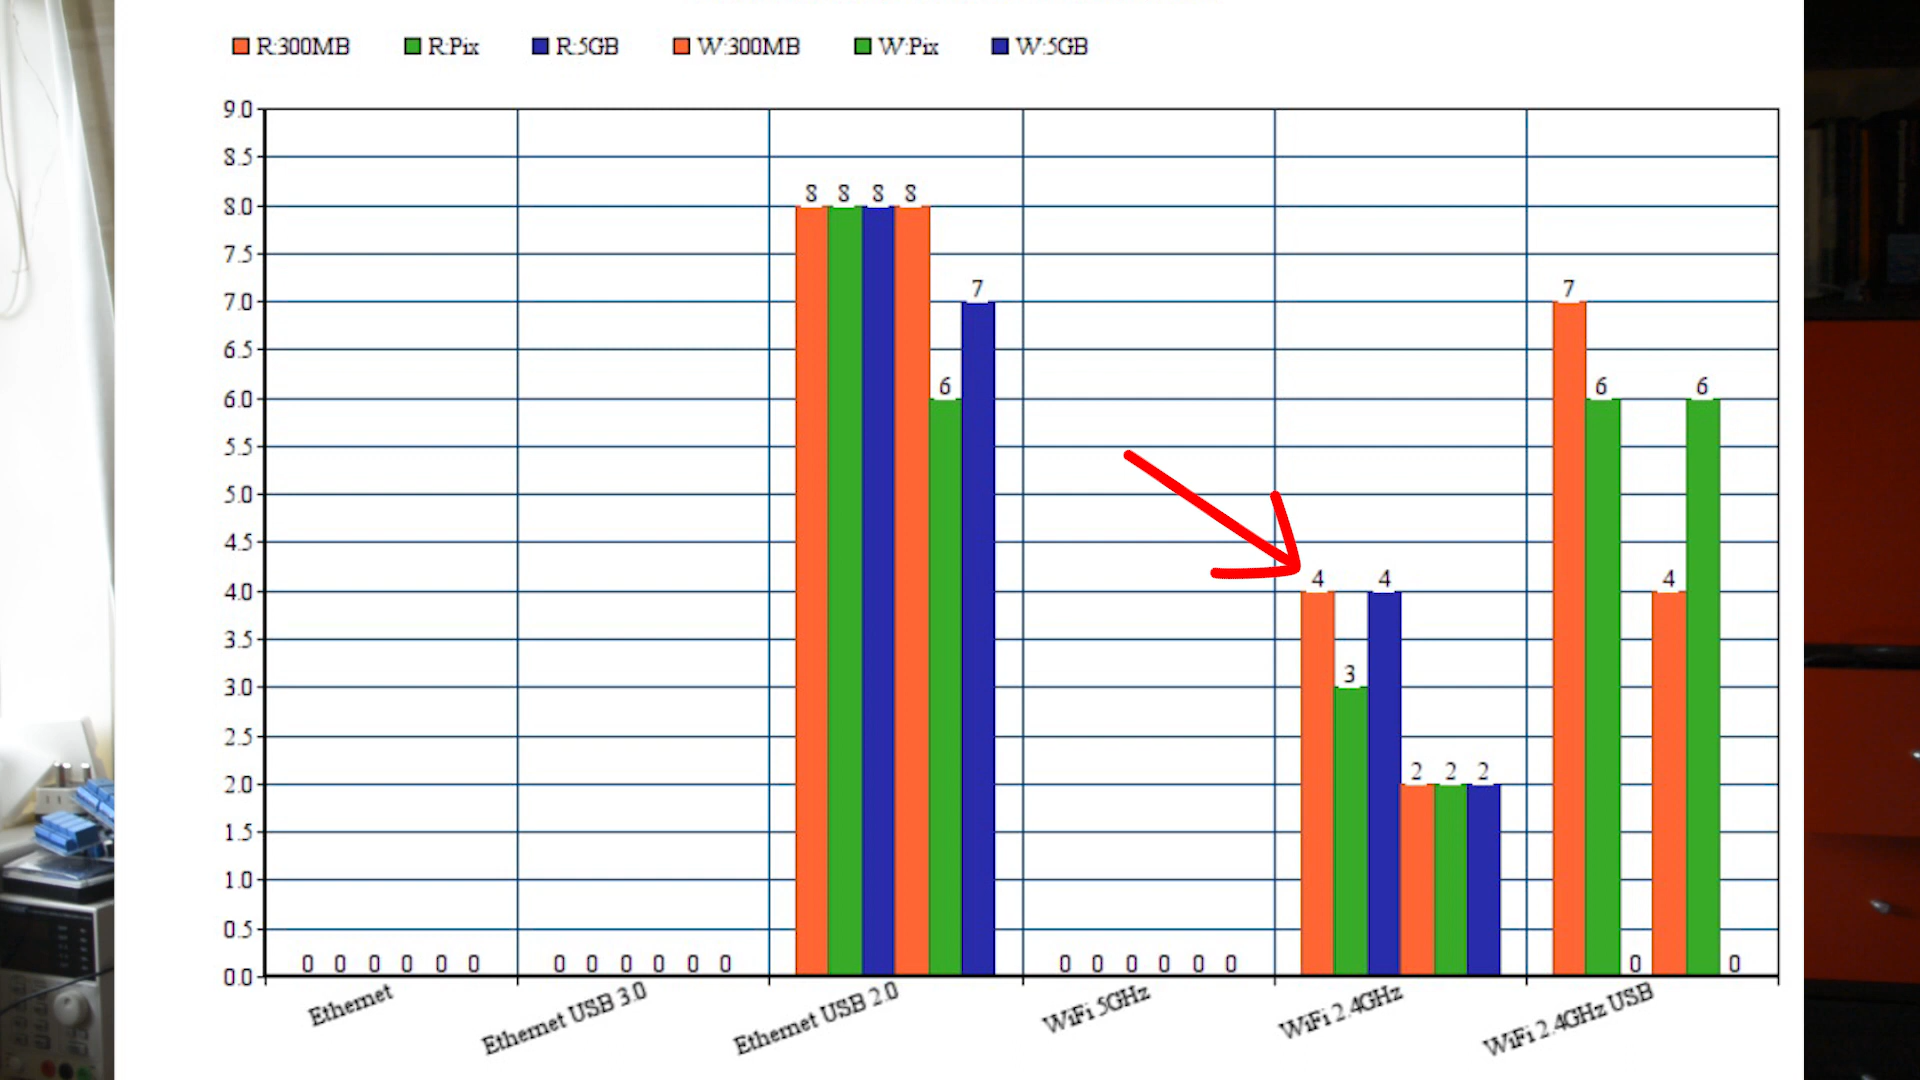 R:300MB R:Pix R:5GB W:300MB W:Pix W:5GB
9.0
8.5
8 8 8 8
8.0
7.5
7 7
7.0
6.5
6 6 6
6.0
5.5
5.0
4.5
4 4 4
4.0
3.5
3
3.0
2.5
2 2 2
2.0
1.5
1.0
0.5
0 0 0 0 0 0 0 0 0 0 0 0 0 0 0 0 0 0 0 0
0.0
Ethernet
Ethernet USB 3.0
Ethernet USB 2.0
WiFi 5GHz
WiFi 2.4GHz
WiFi 2.4GHz USB